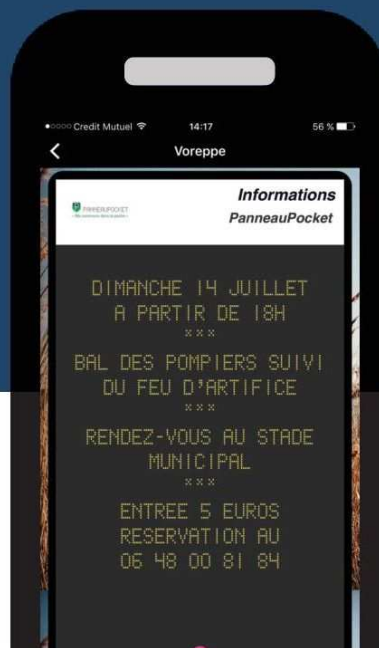 Credit Mutuel 14:17 56 %
Voreppe
PANNEAUPOCKET
Informations
PanneauPocket
DIMANCHE 14 JUILLET
A PARTIR DE 18H
***
BAL DES POMPIERS SUIVI
DU FEU D'ARTIFICE
***
RENDEZ-VOUS AU STADE
MUNICIPAL
***
ENTREE 5 EUROS
RESERVATION AU
06 48 00 81 84